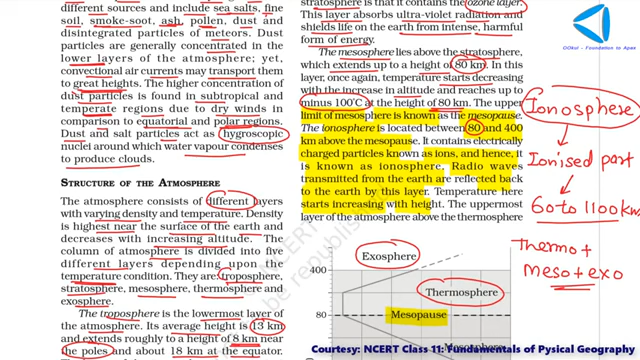 different sources and include sea salts, fine
soil, smoke-soot, ash, pollen, dust and
disintegrated particles of meteors. Dust
particles are generally concentrated in the
lower layers of the atmosphere; yet,
convectional air currents may transport them
to great heights. The higher concentration of
dust particles is found in subtropical and
temperate regions due to dry winds in
comparison to equatorial and polar regions.
Dust and salt particles act as hygroscopic
nuclei around which water vapour condenses
to produce clouds.
STRUCTURE OF THE ATMOSPHERE
The atmosphere consists of different layers
with varying density and temperature. Density
is highest near the surface of the earth and
decreases with increasing altitude. The
column of atmosphere is divided into five
different layers depending upon the
temperature condition. They are: troposphere,
stratosphere, mesosphere, thermosphere and
exosphere.
The troposphere is the lowermost layer of
the atmosphere. Its average height is 13 km
and extends roughly to a height of 8 km near
the poles and about 18 km at the equator.
stratosphere is that it contains the ozone layer.
This layer absorbs ultra-violet radiation and
shields life on the earth from intense, harmful
form of energy.
The mesosphere lies above the stratosphere,
which extends up to a height of 80 km. In this
layer, once again, temperature starts decreasing
with the increase in altitude and reaches up to
minus 100°C at the height of 80 km. The upper
limit of mesosphere is known as the mesopause.
The ionosphere is located between 80 and 400
km above the mesopause. It contains electrically
charged particles known as ions, and hence, it
is known as ionosphere. Radio waves
transmitted from the earth are reflected back
to the earth by this layer. Temperature here
starts increasing with height. The uppermost
layer of the atmosphere above the thermosphere
Exosphere
400
Thermosphere
Mesopause
80
GOkul - Foundation to Apex
Ionosphere
Ionised part
60 to 1100 km
Thermo +
Meso + exo
Courtesy: NCERT Class 11: Fundamentals of Pysical Geography